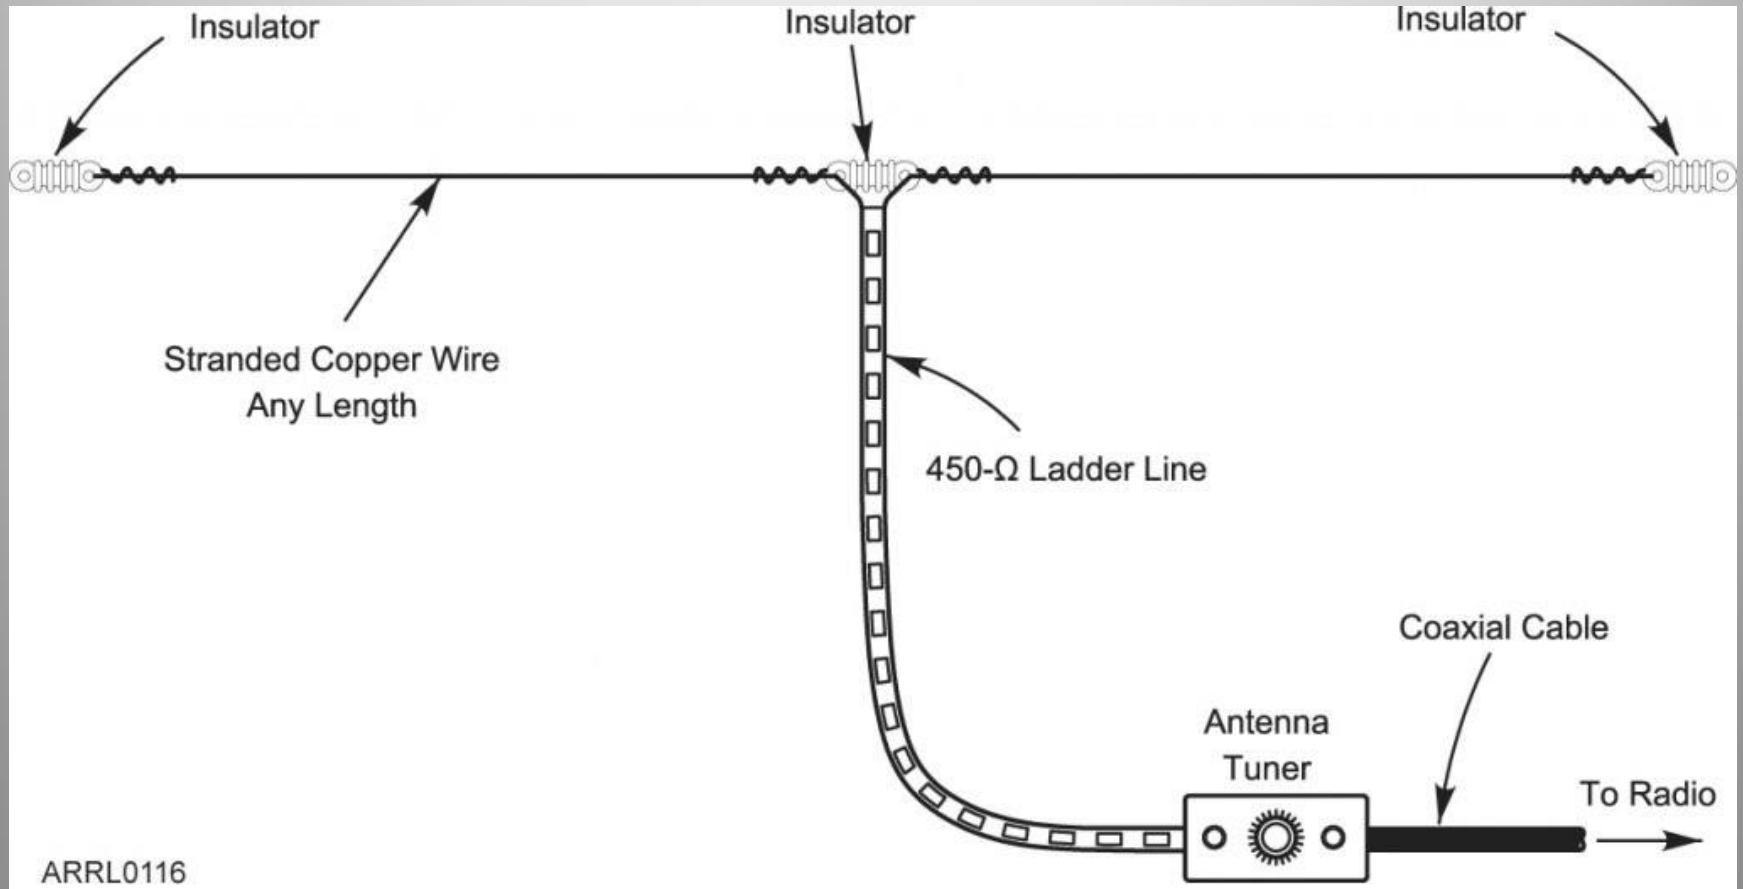 Insulator
Insulator
Insulator
Stranded Copper Wire
Any Length
450-Ω Ladder Line
Coaxial Cable
Antenna
Tuner
To Radio
ARRL0116